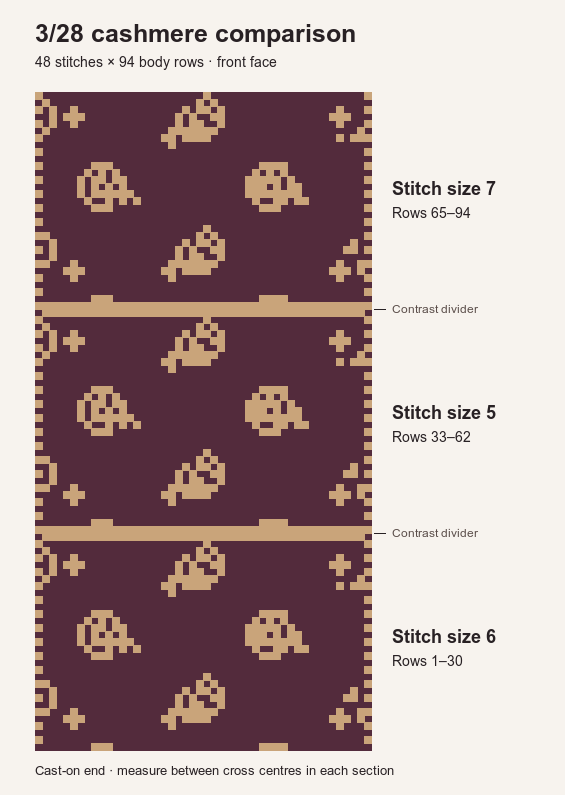 3/28 cashmere comparison
48 stitches × 94 body rows · front face
Stitch size 7
Rows 65–94
Contrast divider
Stitch size 5
Rows 33–62
Contrast divider
Stitch size 6
Rows 1–30
Cast-on end · measure between cross centres in each section